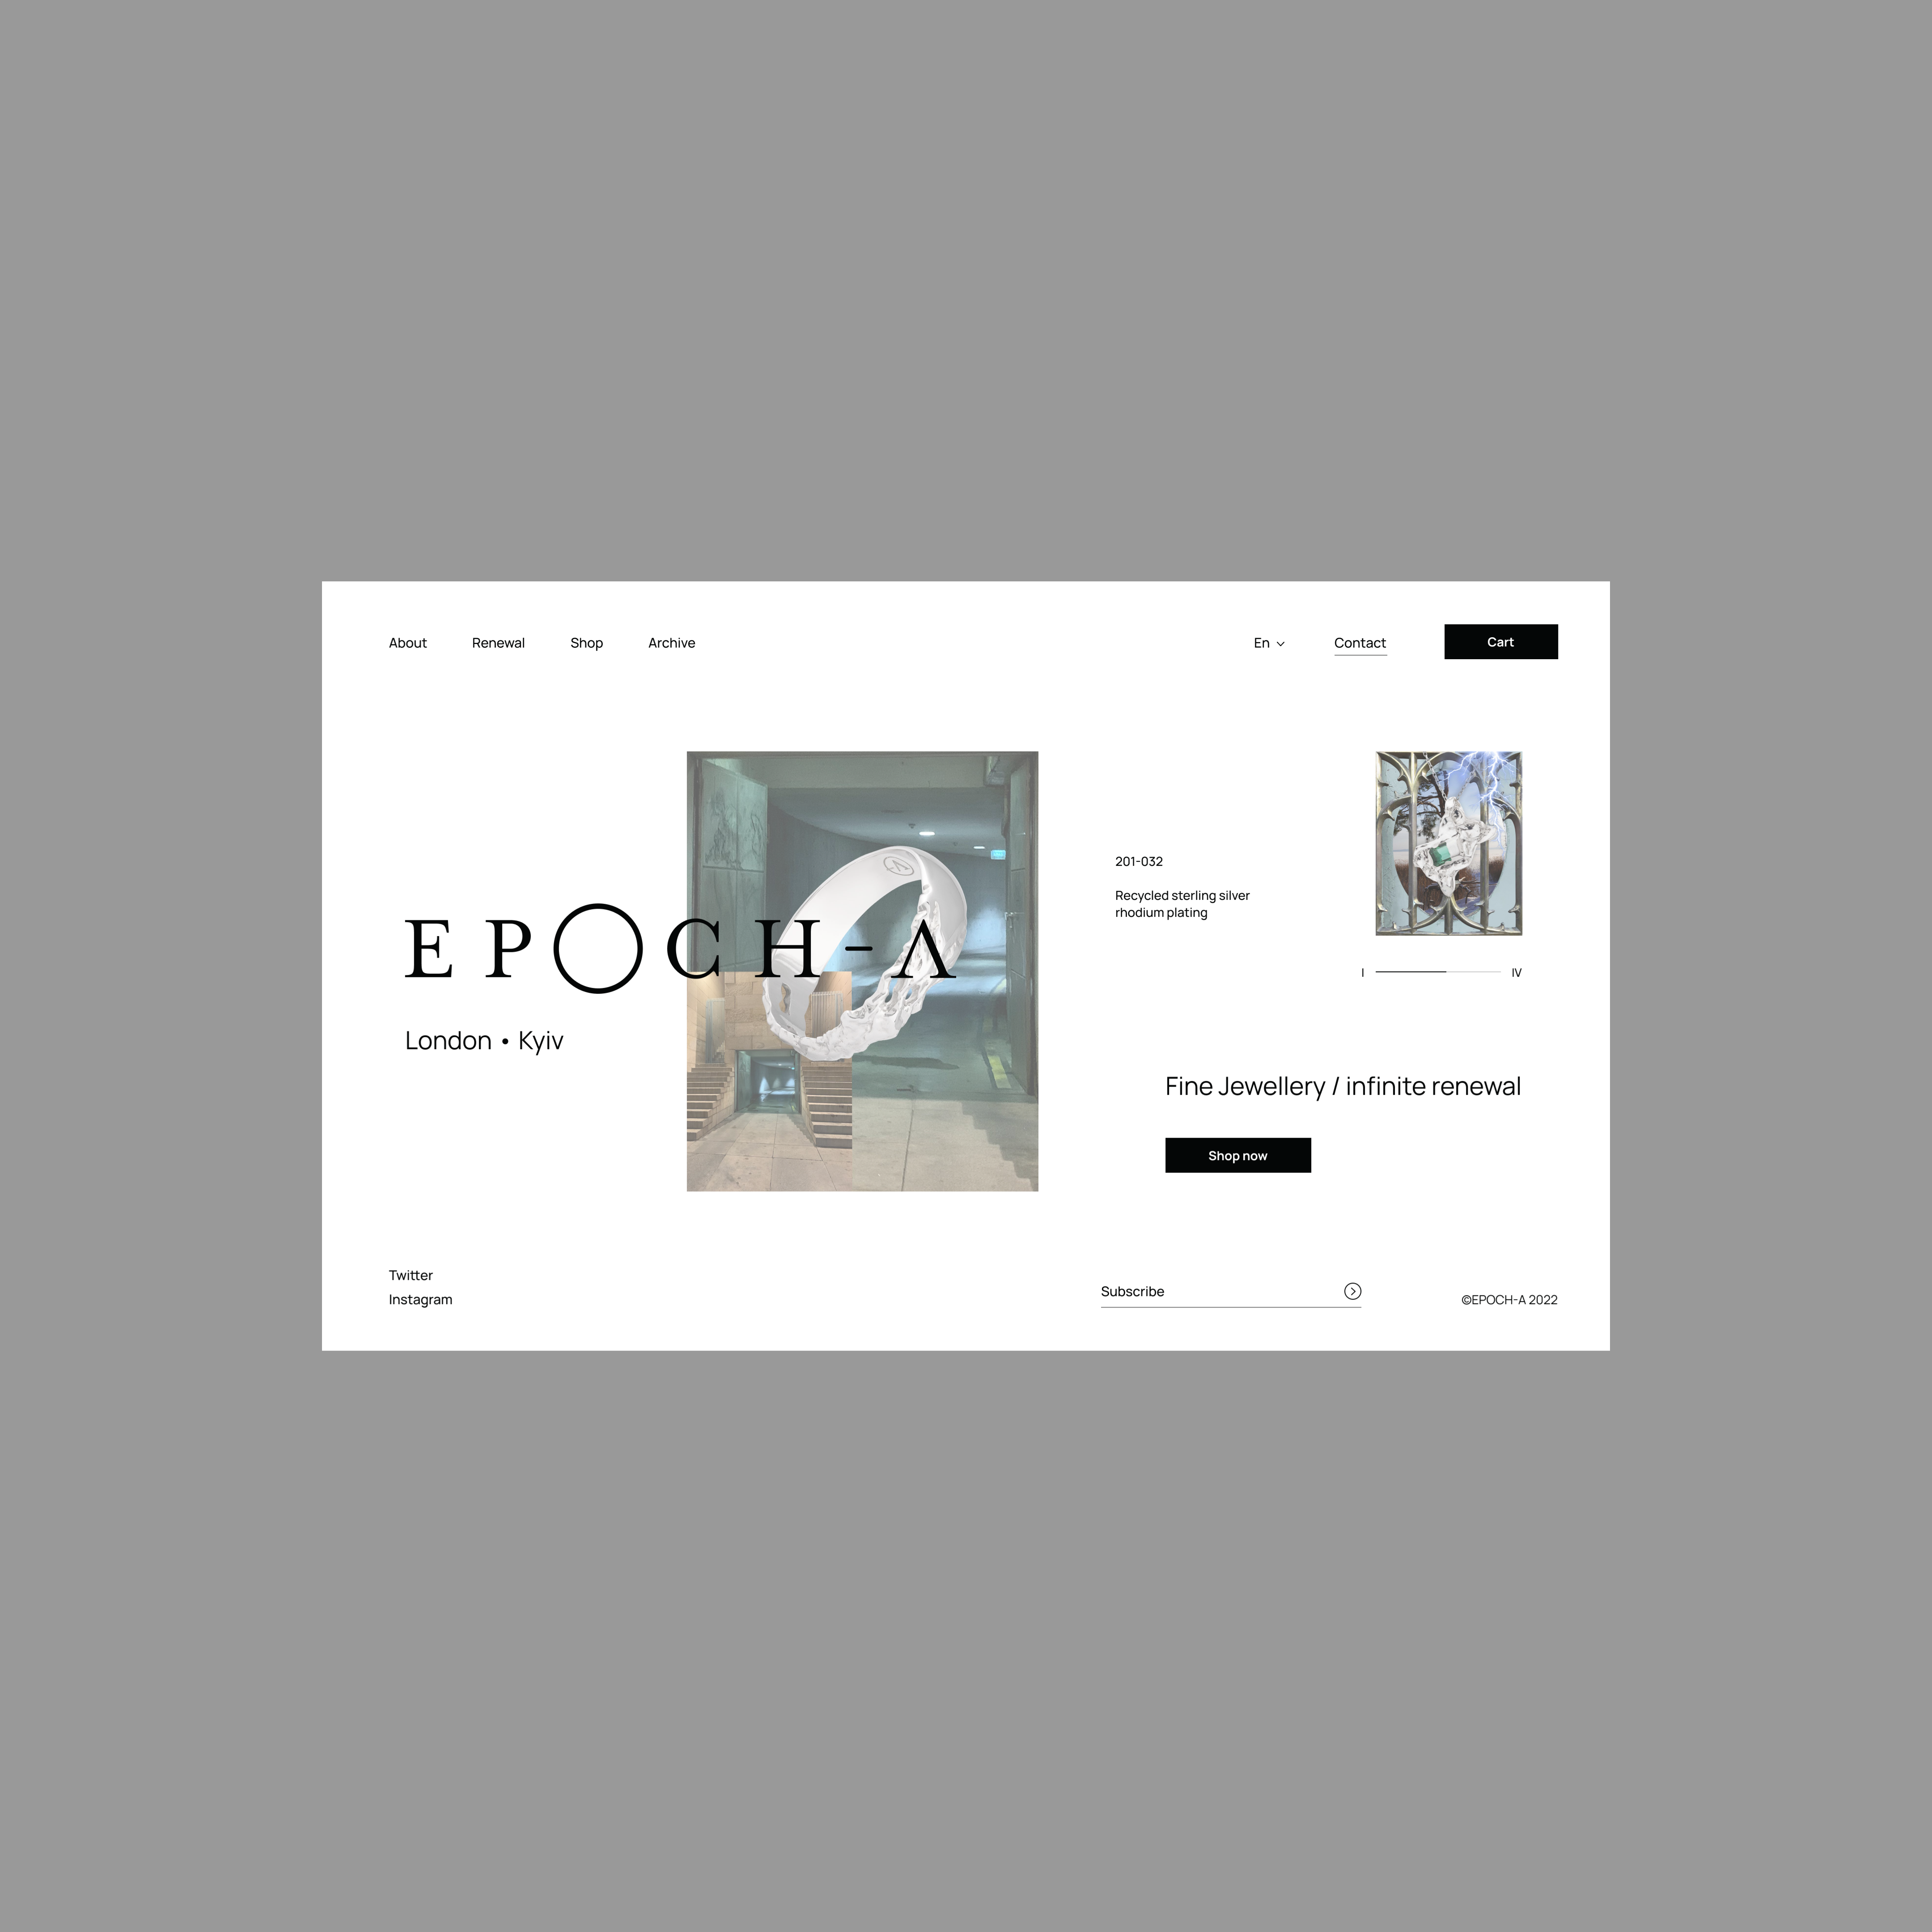 About Renewal Shop Archive En Contact Cart
201-032
Recycled sterling silver
rhodium plating
EPOCH-Λ
I IV
London • Kyiv
Fine Jewellery / infinite renewal
Shop now
Twitter
Instagram
Subscribe
©EPOCH-A 2022